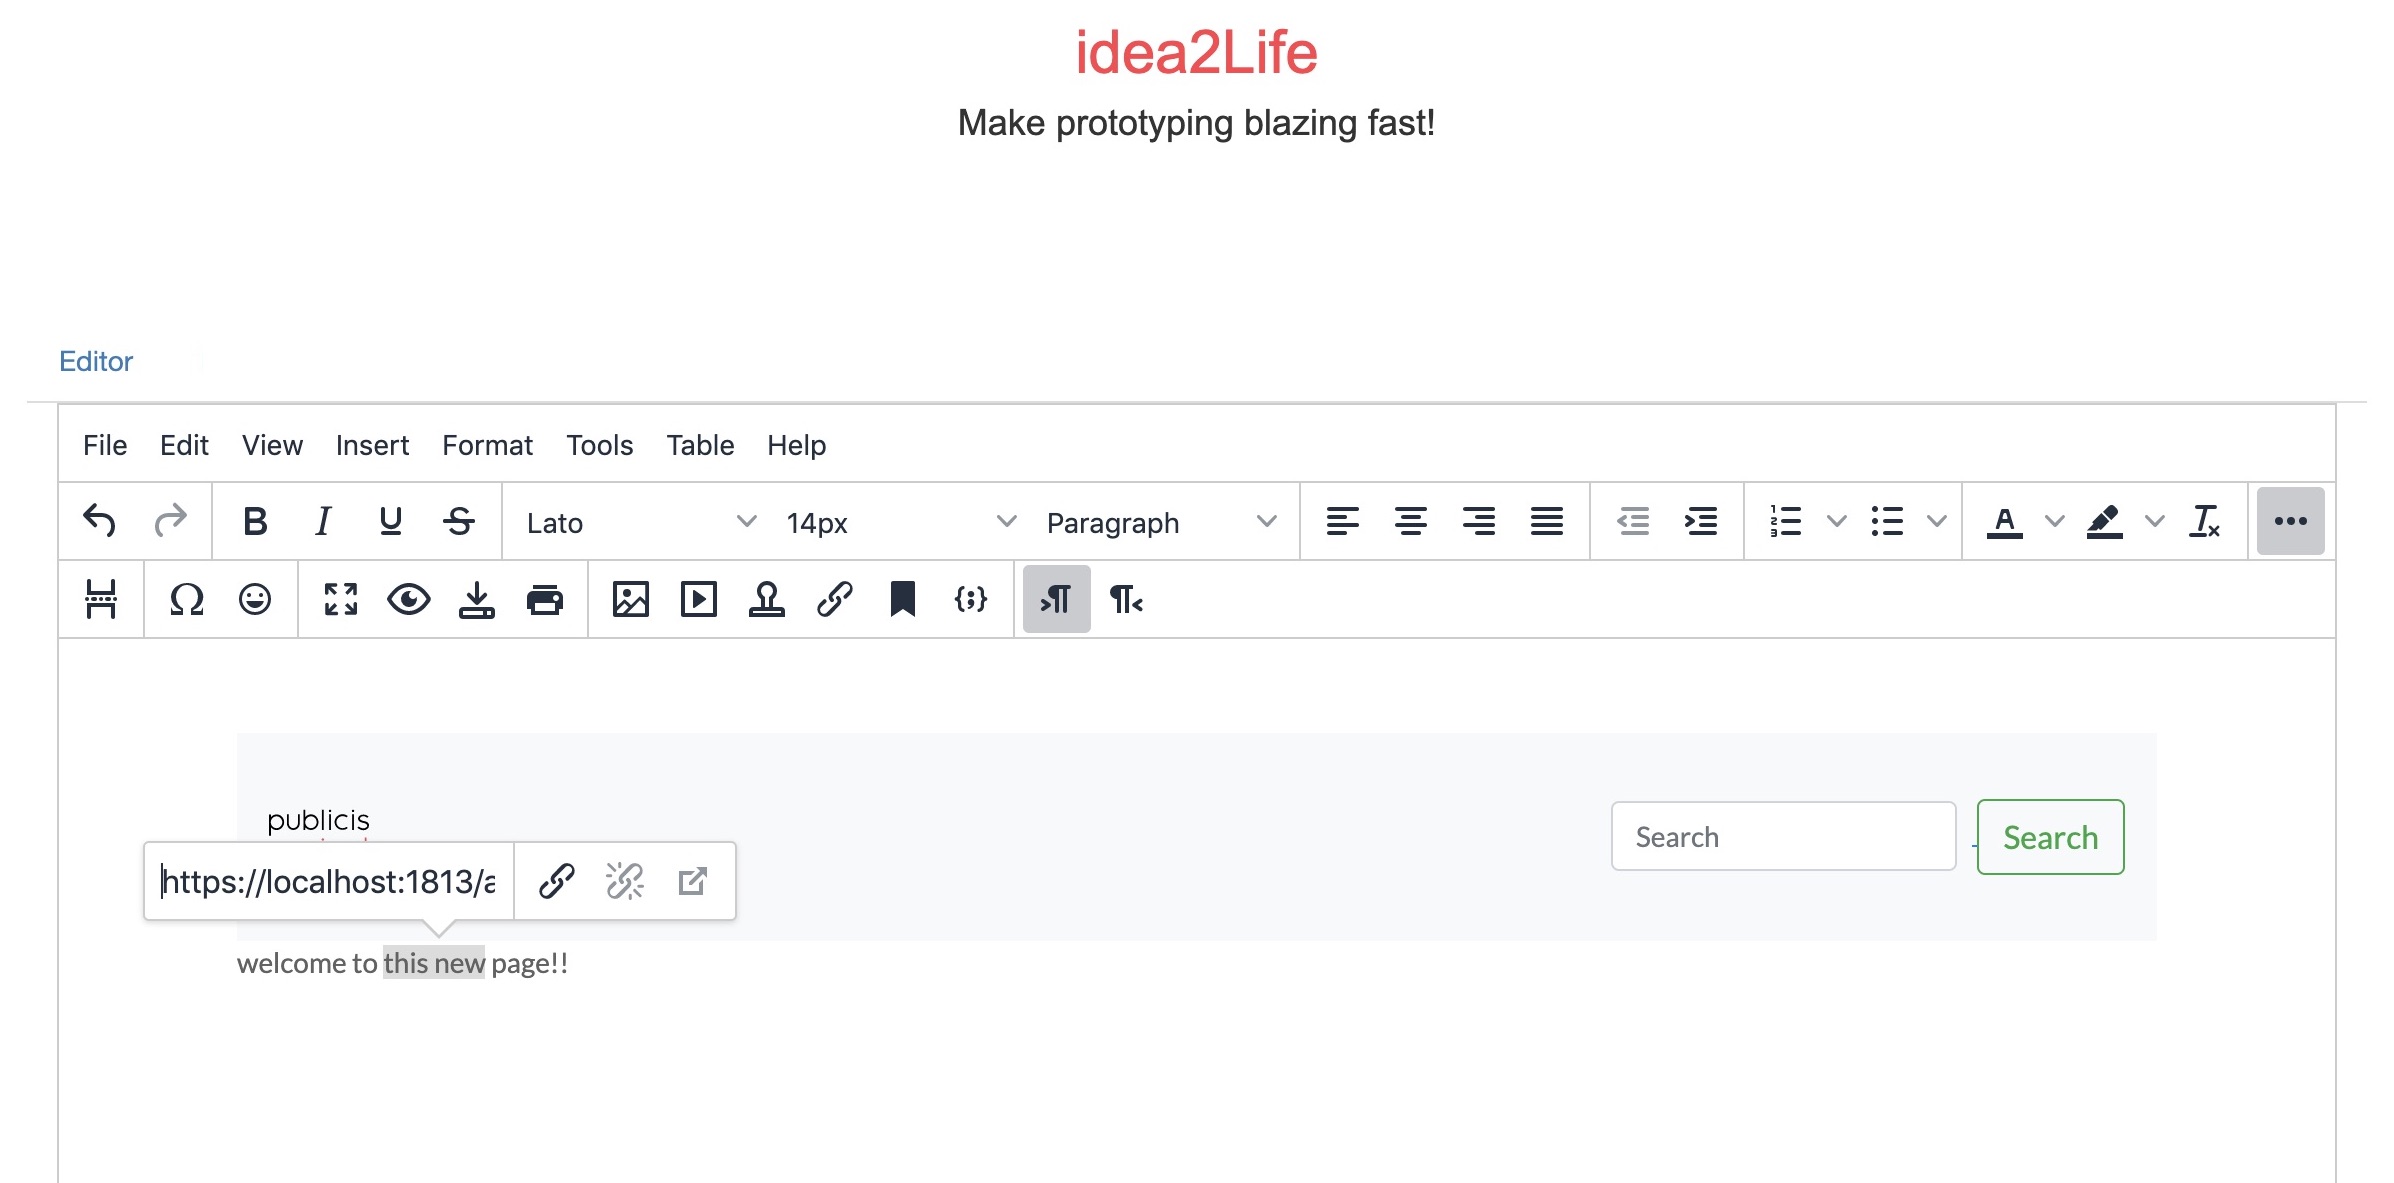 idea2Life
Make prototyping blazing fast!
Editor
File Edit View Insert Format Tools Table Help
B I U S Lato 14px Paragraph
publicis
Search Search
https://localhost:1813/a
welcome to this new page!!